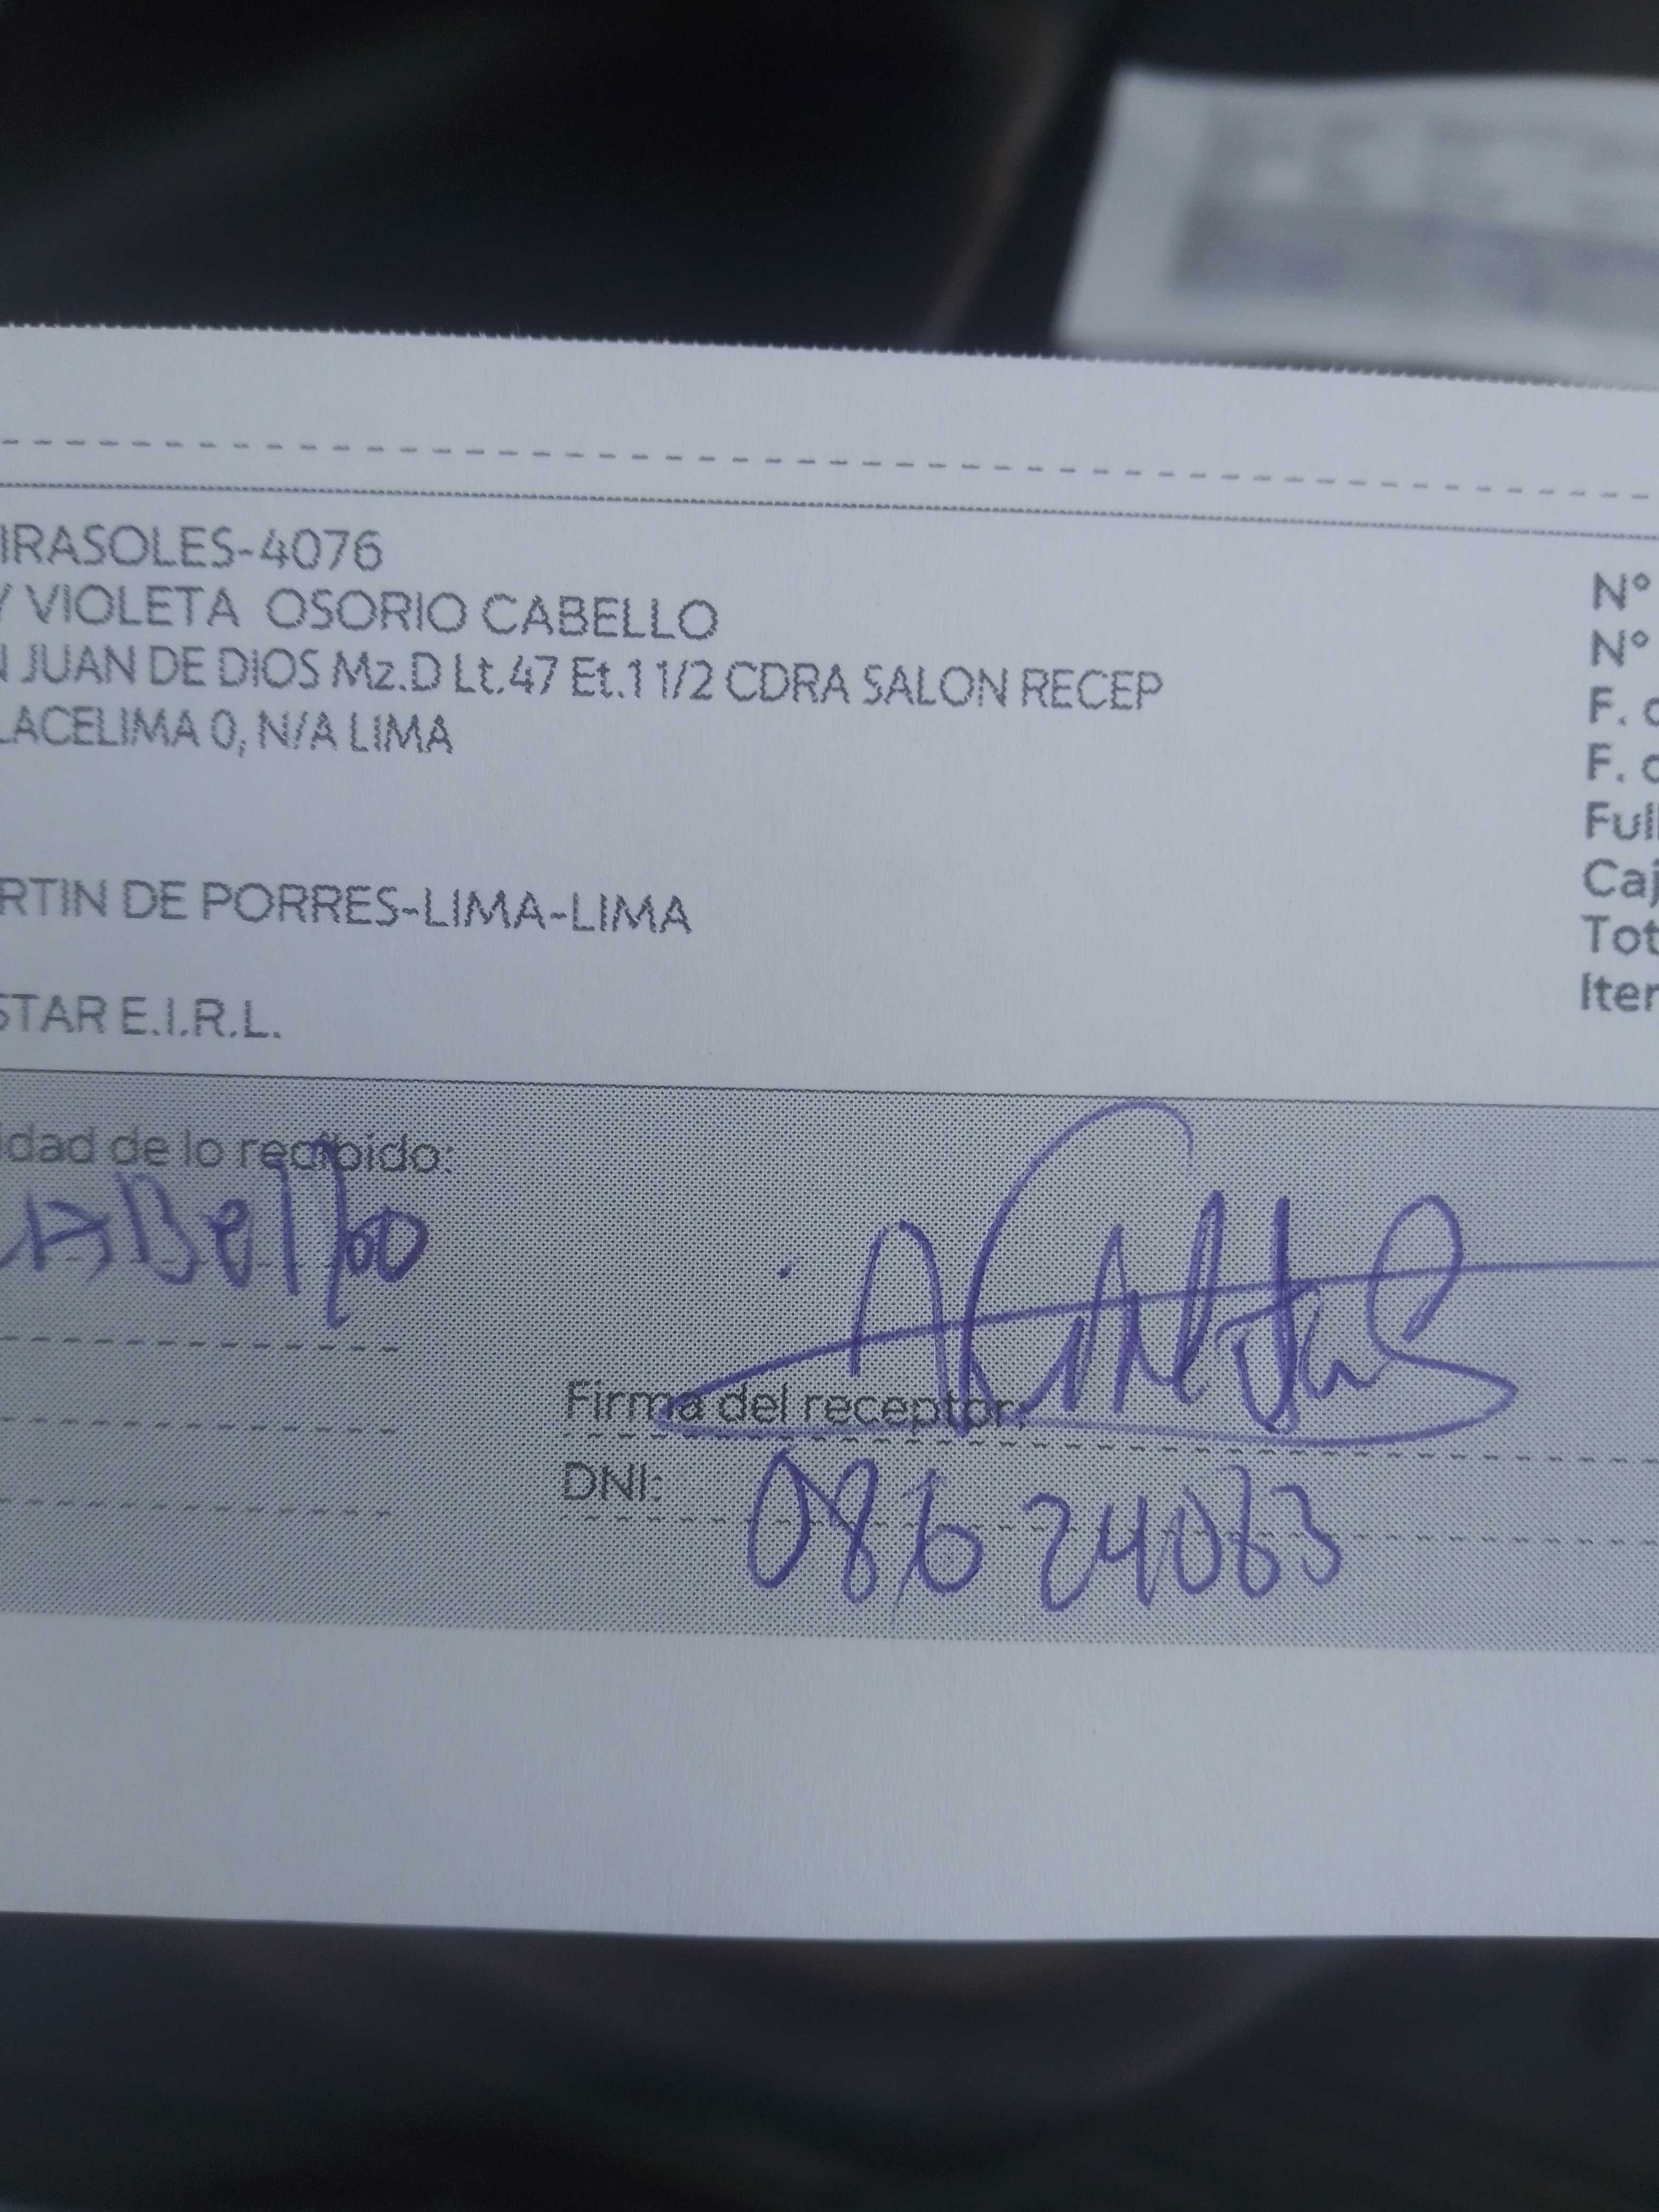 IRASOLES-4076
Y VIOLETA OSORIO CABELLO
N JUAN DE DIOS Mz.D Lt.47 Et.1 1/2 CDRA SALON RECEP
LACELIMA 0, N/A LIMA
RTIN DE PORRES-LIMA-LIMA
STAR E.I.R.L.
N°
N°
F.
F.
Full
Caj
Tot
Iter
idad de lo recibido:
CABello
Firma del receptor:
DNI: 08624063